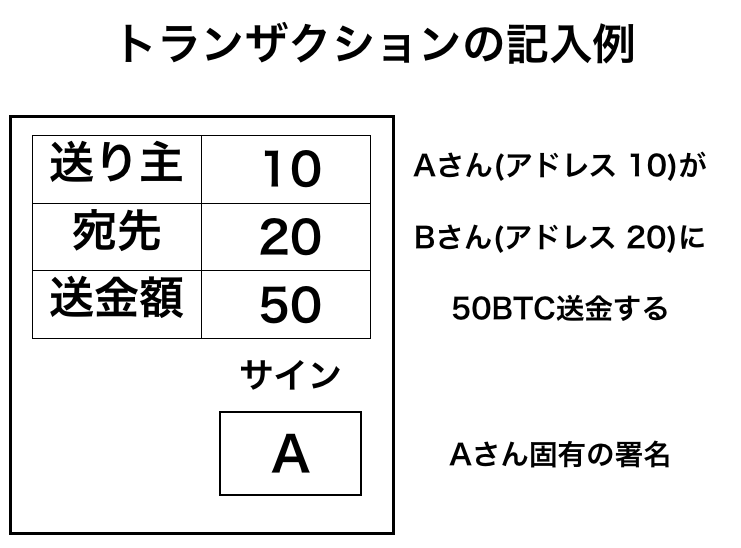 トランザクションの記入例
送り主 10 Aさん(アドレス 10)が
宛先 20 Bさん(アドレス 20)に
送金額 50 50BTC送金する
サイン
A Aさん固有の署名